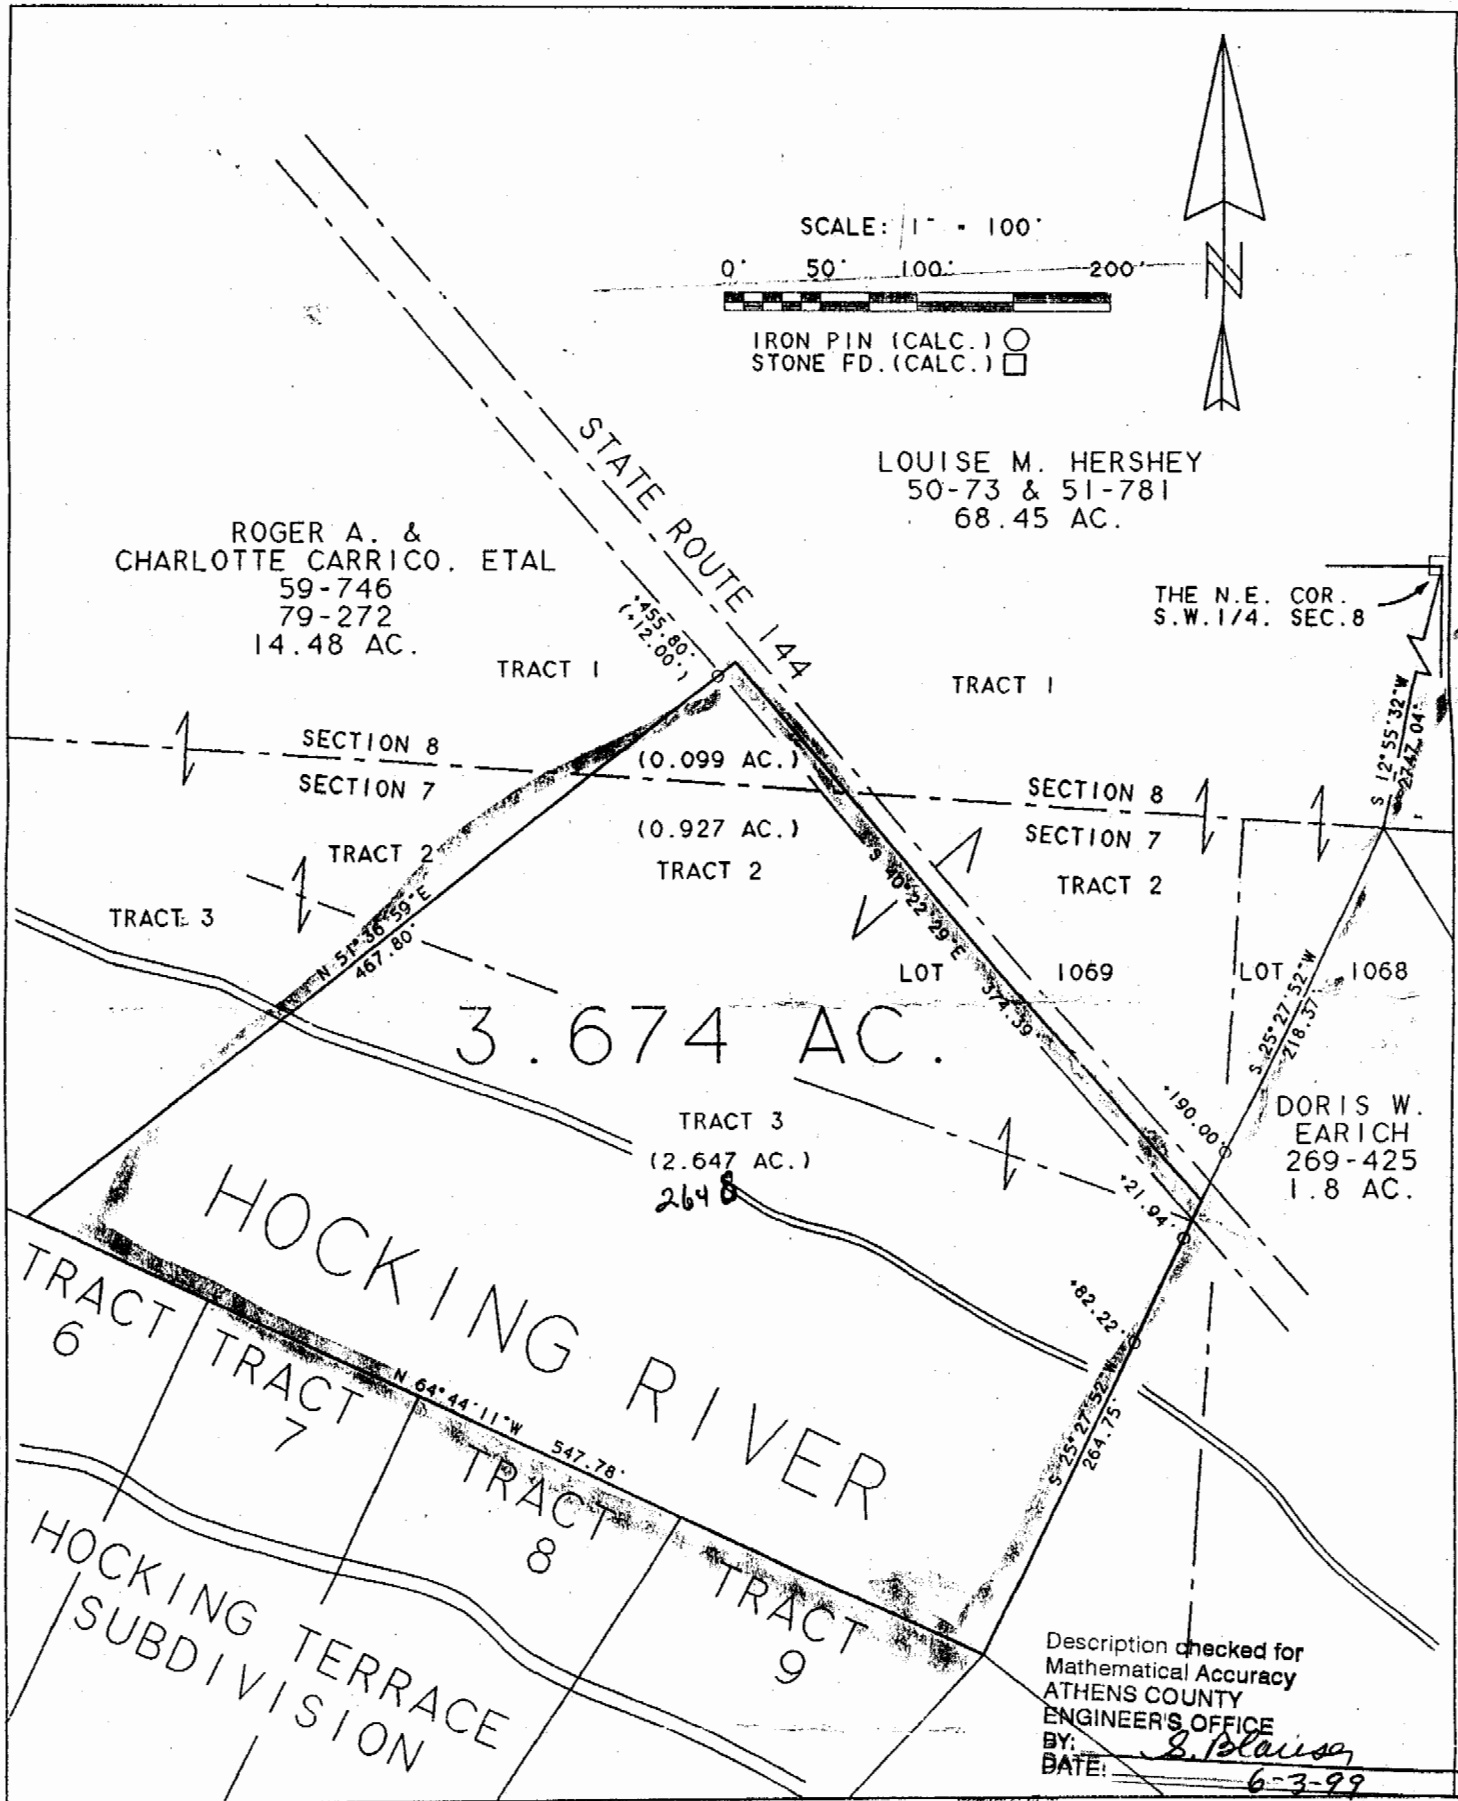 SCALE: 1" = 100'
0' 50' 100' 200'
IRON PIN (CALC.)
STONE FD. (CALC.)
N
STATE ROUTE 144
LOUISE M. HERSHEY
50-73 & 51-781
68.45 AC.
ROGER A. &
CHARLOTTE CARRICO. ETAL
59-746
79-272
14.48 AC.
THE N.E. COR.
S.W.1/4. SEC.8
+455.80'
(+12.00')
TRACT 1
TRACT 1
S 12°55'32"W
2747.04'
SECTION 8
SECTION 7
(0.099 AC.)
(0.927 AC.)
TRACT 2
SECTION 8
SECTION 7
TRACT 2
TRACT 2
TRACT 3
N 51°36'59"E
467.80'
S 40°22'29"E 374.39'
LOT 1069
LOT 1068
S 25°27'52"W
218.37'
3.674 AC.
TRACT 3
(2.647 AC.)
2648
+190.00'
+21.94'
+82.22'
DORIS W.
EARICH
269-425
1.8 AC.
HOCKING RIVER
TRACT
6
TRACT
7
N 64°44'11"W 547.78'
TRACT
8
TRACT
9
S 25°27'52"W
264.75'
HOCKING TERRACE
SUBDIVISION
Description checked for
Mathematical Accuracy
ATHENS COUNTY
ENGINEER'S OFFICE
BY: S. Blauser
DATE: 6-3-99